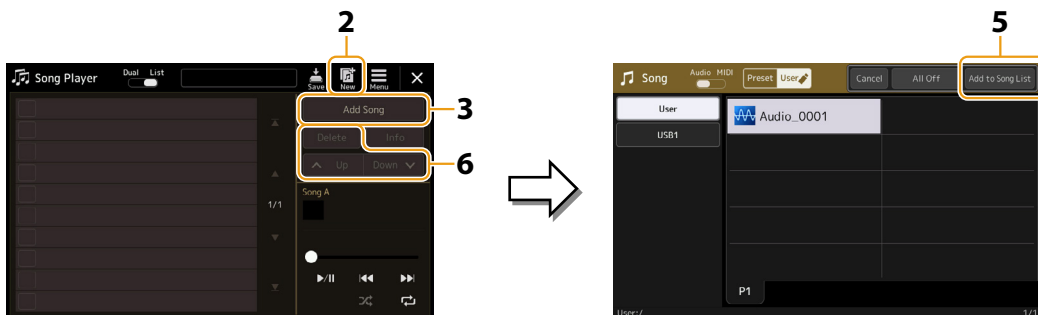 2
5
Song Player
Dual List
Save
New
Menu
Add Song
3
Delete
Info
Up
Down
6
Song A
1/1
Song
Audio MIDI
Preset
User
Cancel
All Off
Add to Song List
User
USB1
Audio_0001
P1
User:/
1/1